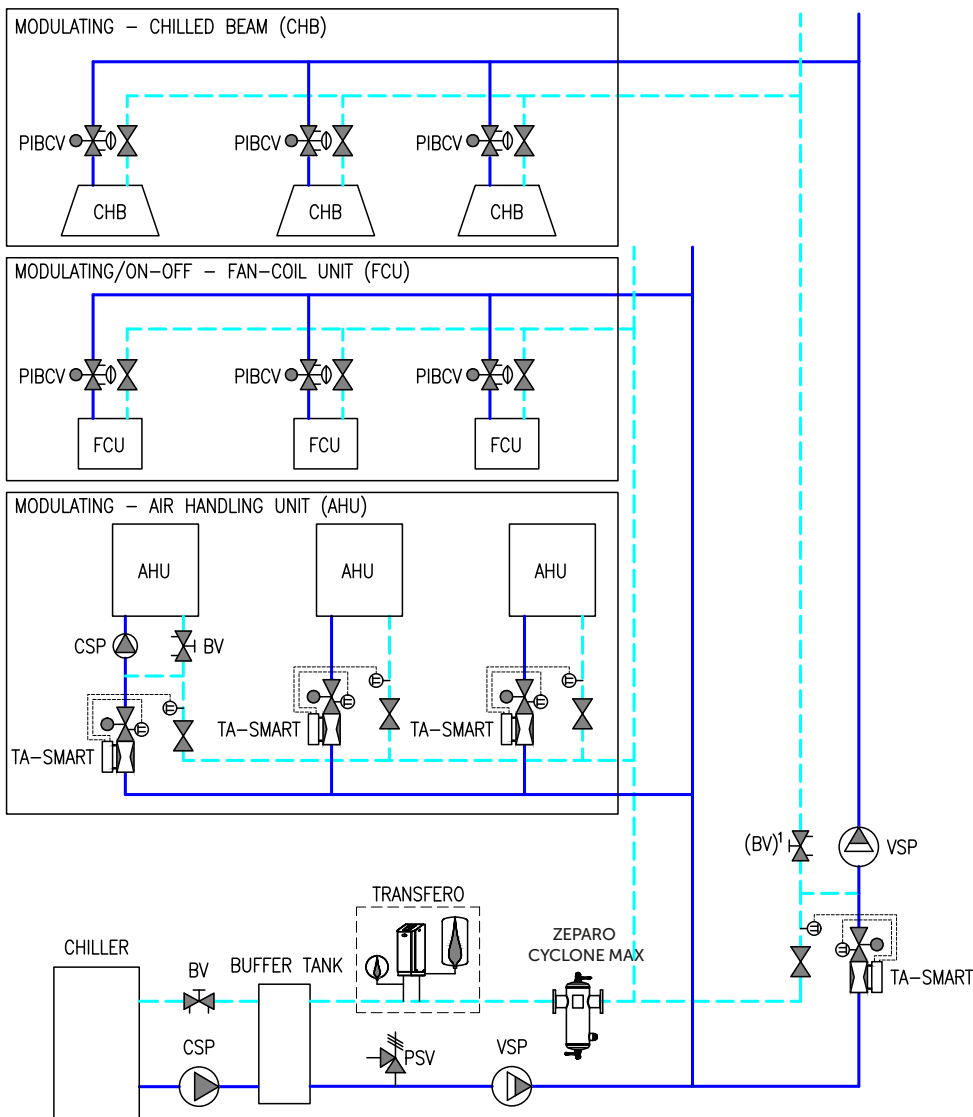 MODULATING - CHILLED BEAM (CHB)
PIBCV
PIBCV
PIBCV
CHB
CHB
CHB
MODULATING/ON-OFF - FAN-COIL UNIT (FCU)
PIBCV
PIBCV
PIBCV
FCU
FCU
FCU
MODULATING - AIR HANDLING UNIT (AHU)
AHU
AHU
AHU
CSP
BV
TA-SMART
TA-SMART
TA-SMART
(BV)¹
VSP
TA-SMART
TRANSFERO
ZEPARO
CYCLONE MAX
CHILLER
BV
BUFFER TANK
CSP
PSV
VSP